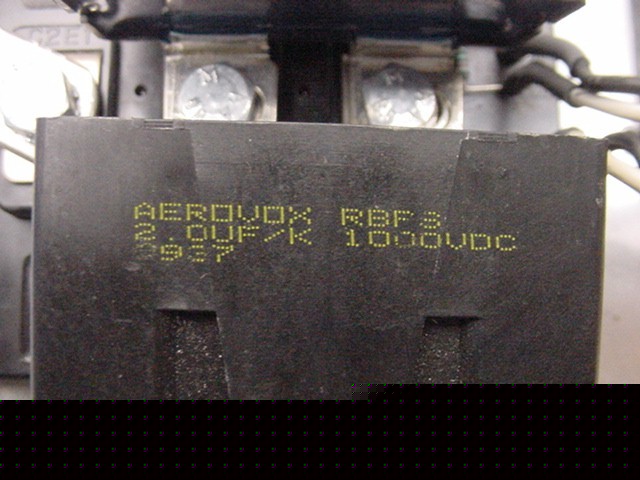 AEROVOX RBF3
2.0UF/K 1000VDC